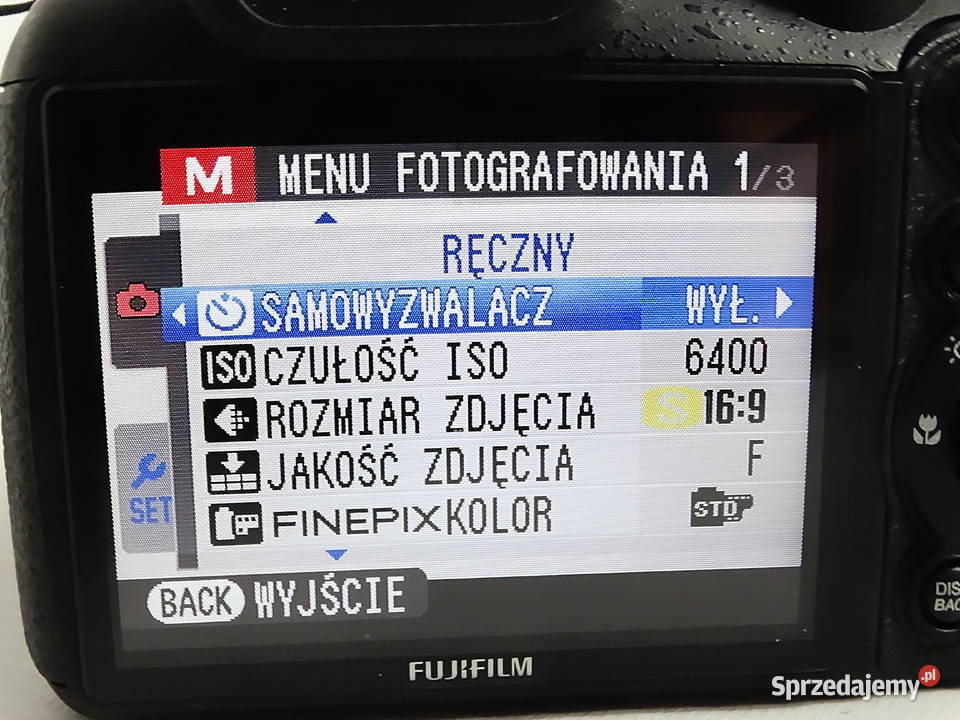 M MENU FOTOGRAFOWANIA 1/3
RĘCZNY
SAMOWYZWALACZ WYŁ.
ISO CZUŁOŚĆ ISO 6400
ROZMIAR ZDJĘCIA S 16:9
JAKOŚĆ ZDJĘCIA F
FINEPIX KOLOR STD
SET
BACK WYJŚCIE
FUJIFILM
Sprzedajemy.pl